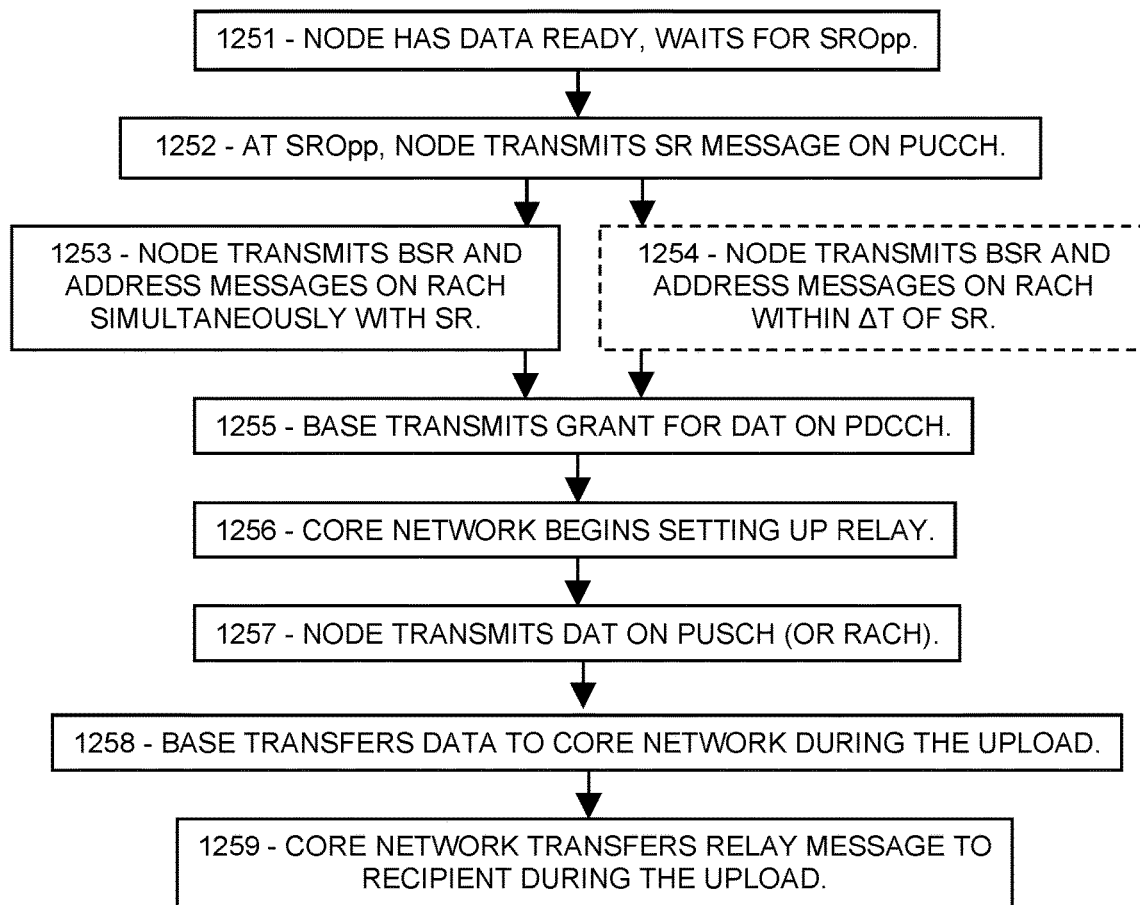 1251 - NODE HAS DATA READY, WAITS FOR SROpp.
1252 - AT SROpp, NODE TRANSMITS SR MESSAGE ON PUCCH.
1253 - NODE TRANSMITS BSR AND
ADDRESS MESSAGES ON RACH
SIMULTANEOUSLY WITH SR.
1254 - NODE TRANSMITS BSR AND
ADDRESS MESSAGES ON RACH
WITHIN ΔT OF SR.
1255 - BASE TRANSMITS GRANT FOR DAT ON PDCCH.
1256 - CORE NETWORK BEGINS SETTING UP RELAY.
1257 - NODE TRANSMITS DAT ON PUSCH (OR RACH).
1258 - BASE TRANSFERS DATA TO CORE NETWORK DURING THE UPLOAD.
1259 - CORE NETWORK TRANSFERS RELAY MESSAGE TO
RECIPIENT DURING THE UPLOAD.